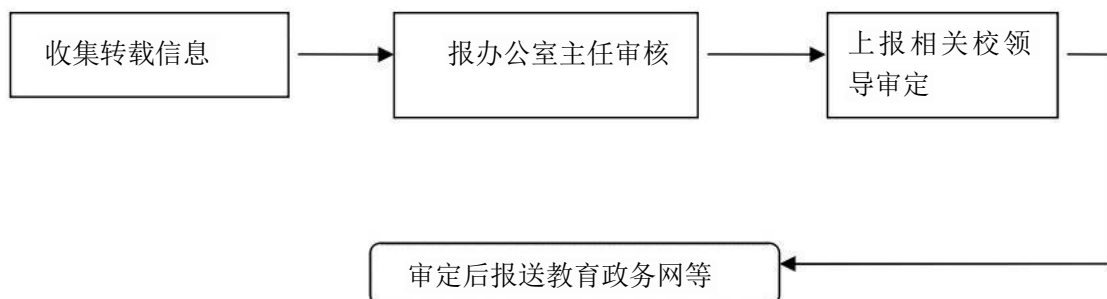 收集转载信息
报办公室主任审核
上报相关校领
导审定
审定后报送教育政务网等